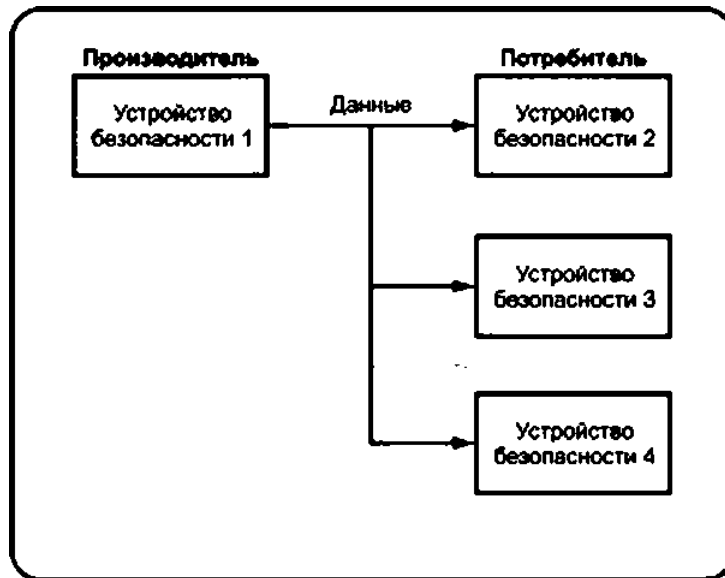 Производитель
Потребитель
Устройство
безопасности 1
Данные
Устройство
безопасности 2
Устройство
безопасности 3
Устройство
безопасности 4